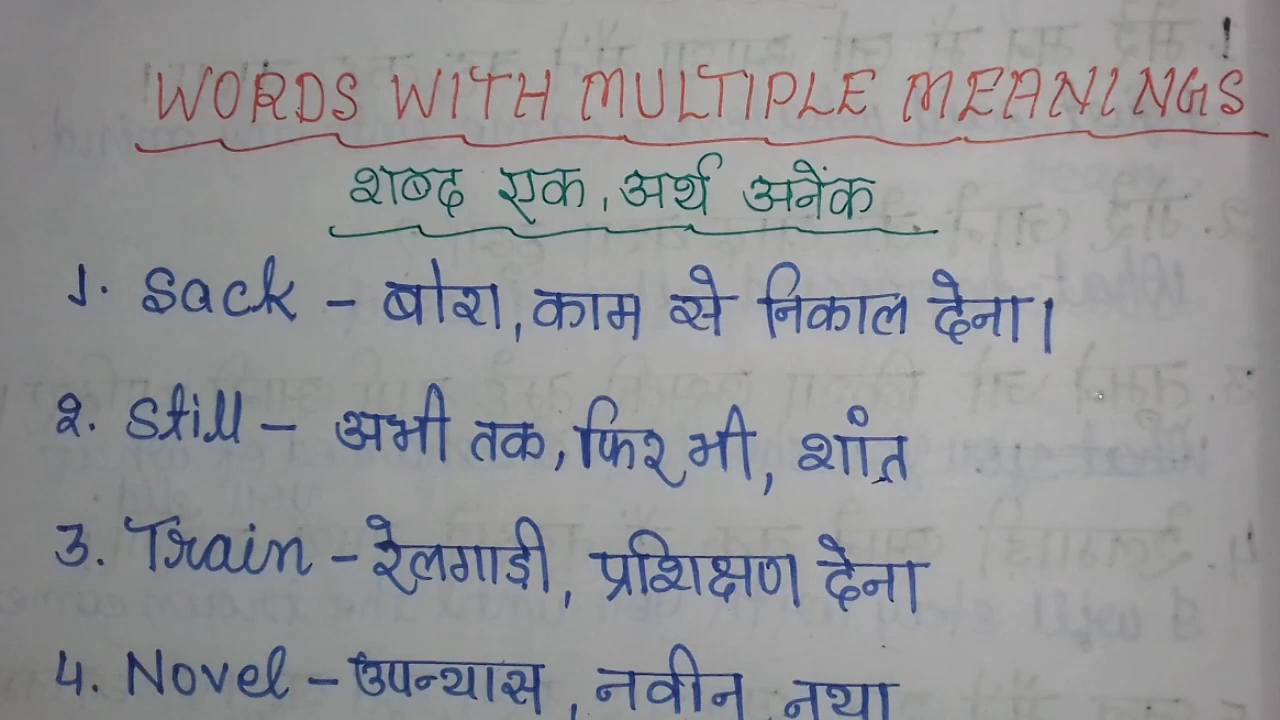 WORDS WITH MULTIPLE MEANINGS
शब्द एक, अर्थ अनेंक
1. Sack - बोरा, काम से निकाल देना।
2. Still - अभी तक, फिर भी, शांत
3. Train - रेलगाड़ी, प्रशिक्षण देना
4. Novel - उपन्यास, नवीन, नया